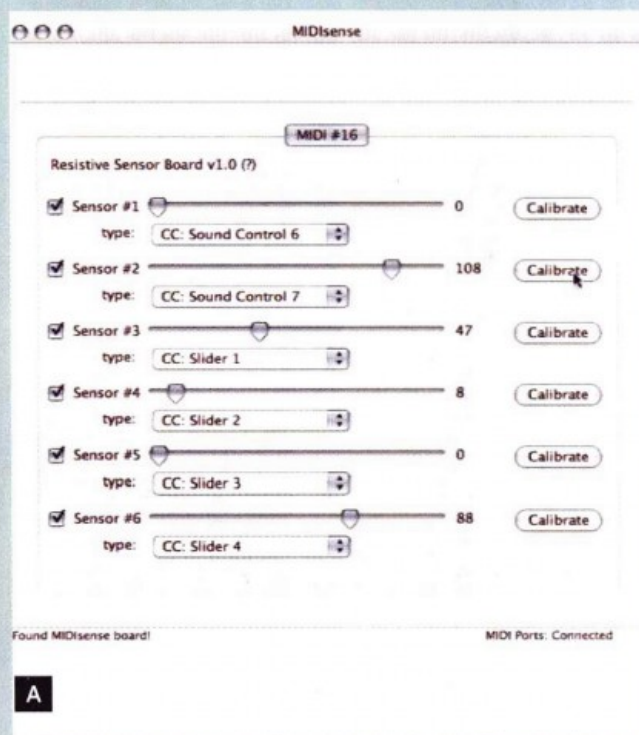 MIDIsense
MIDI #16
Resistive Sensor Board v1.0 (?)
Sensor #1 0 Calibrate
type: CC: Sound Control 6
Sensor #2 108 Calibrate
type: CC: Sound Control 7
Sensor #3 47 Calibrate
type: CC: Slider 1
Sensor #4 8 Calibrate
type: CC: Slider 2
Sensor #5 0 Calibrate
type: CC: Slider 3
Sensor #6 88 Calibrate
type: CC: Slider 4
Found MIDIsense board! MIDI Ports: Connected
A